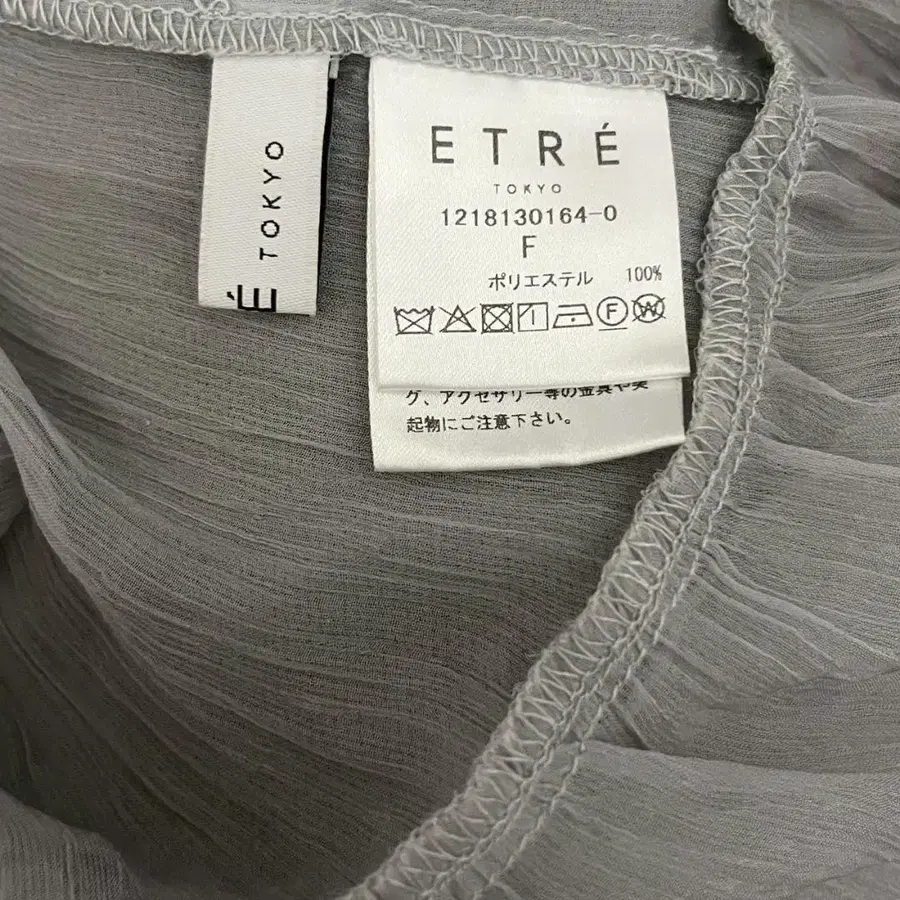 É TOKYO
ETRÉ
TOKYO
1218130164-0
F
ポリエステル 100%
F W
グ、アクセサリー等の金具や突
起物にご注意下さい。